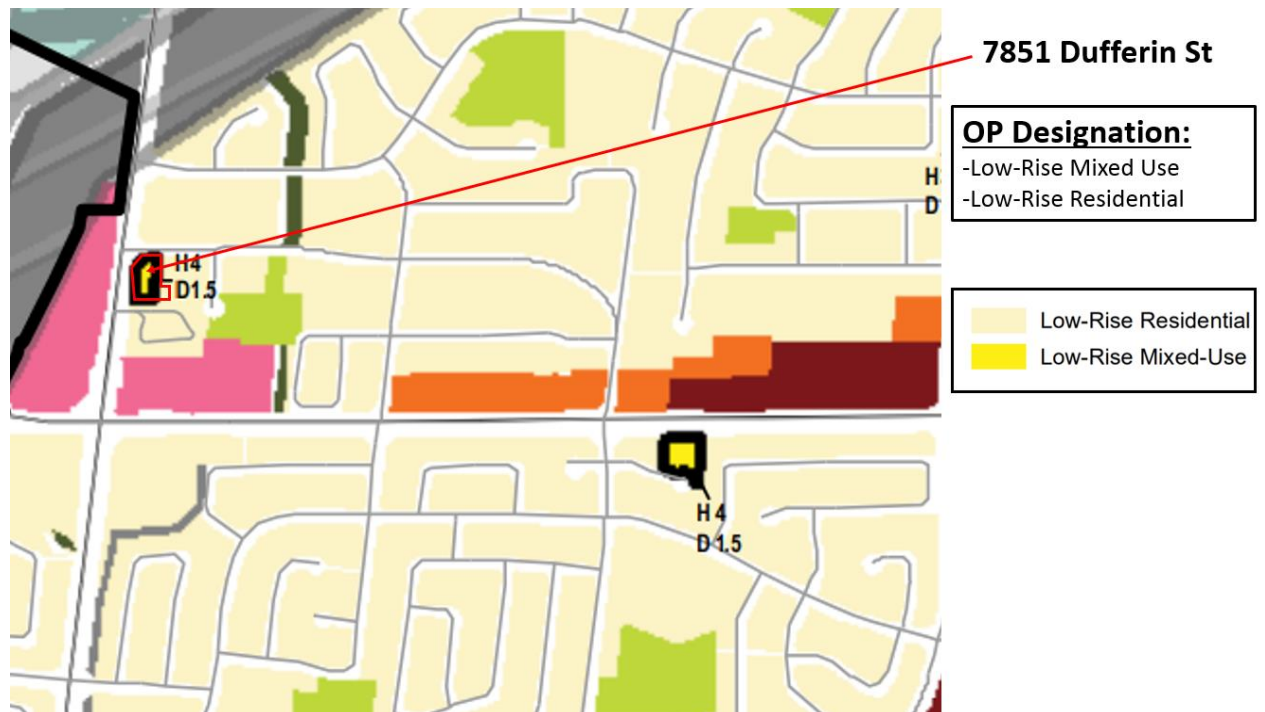 7851 Dufferin St
OP Designation:
-Low-Rise Mixed Use
-Low-Rise Residential
H
D
H4
D1.5
Low-Rise Residential
Low-Rise Mixed-Use
H 4
D 1.5